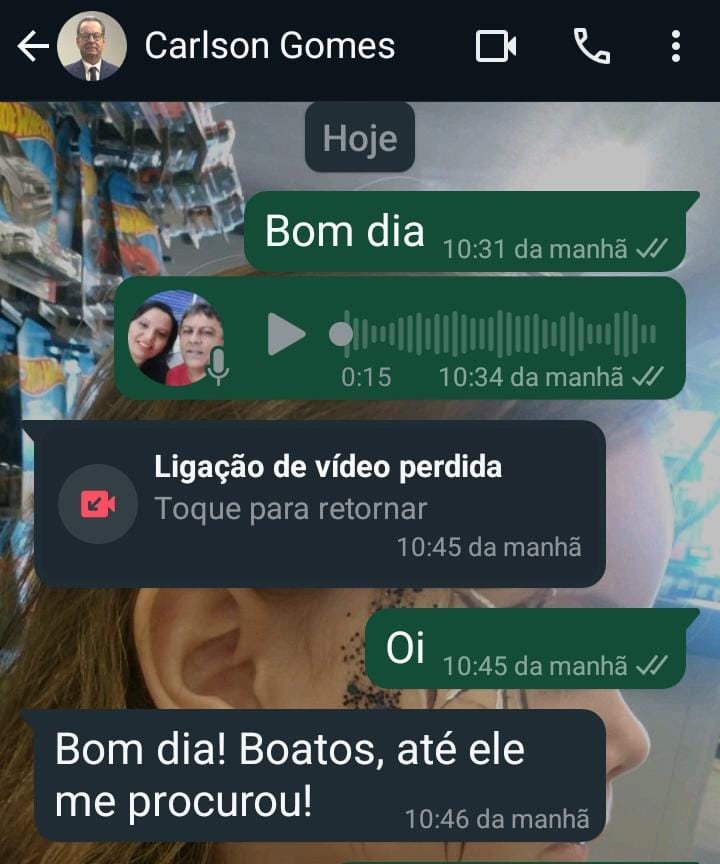 Carlson Gomes
Hoje
Bom dia
10:31 da manhã
0:15
10:34 da manhã
Ligação de vídeo perdida
Toque para retornar
10:45 da manhã
Oi
10:45 da manhã
Bom dia! Boatos, até ele
me procurou!
10:46 da manhã